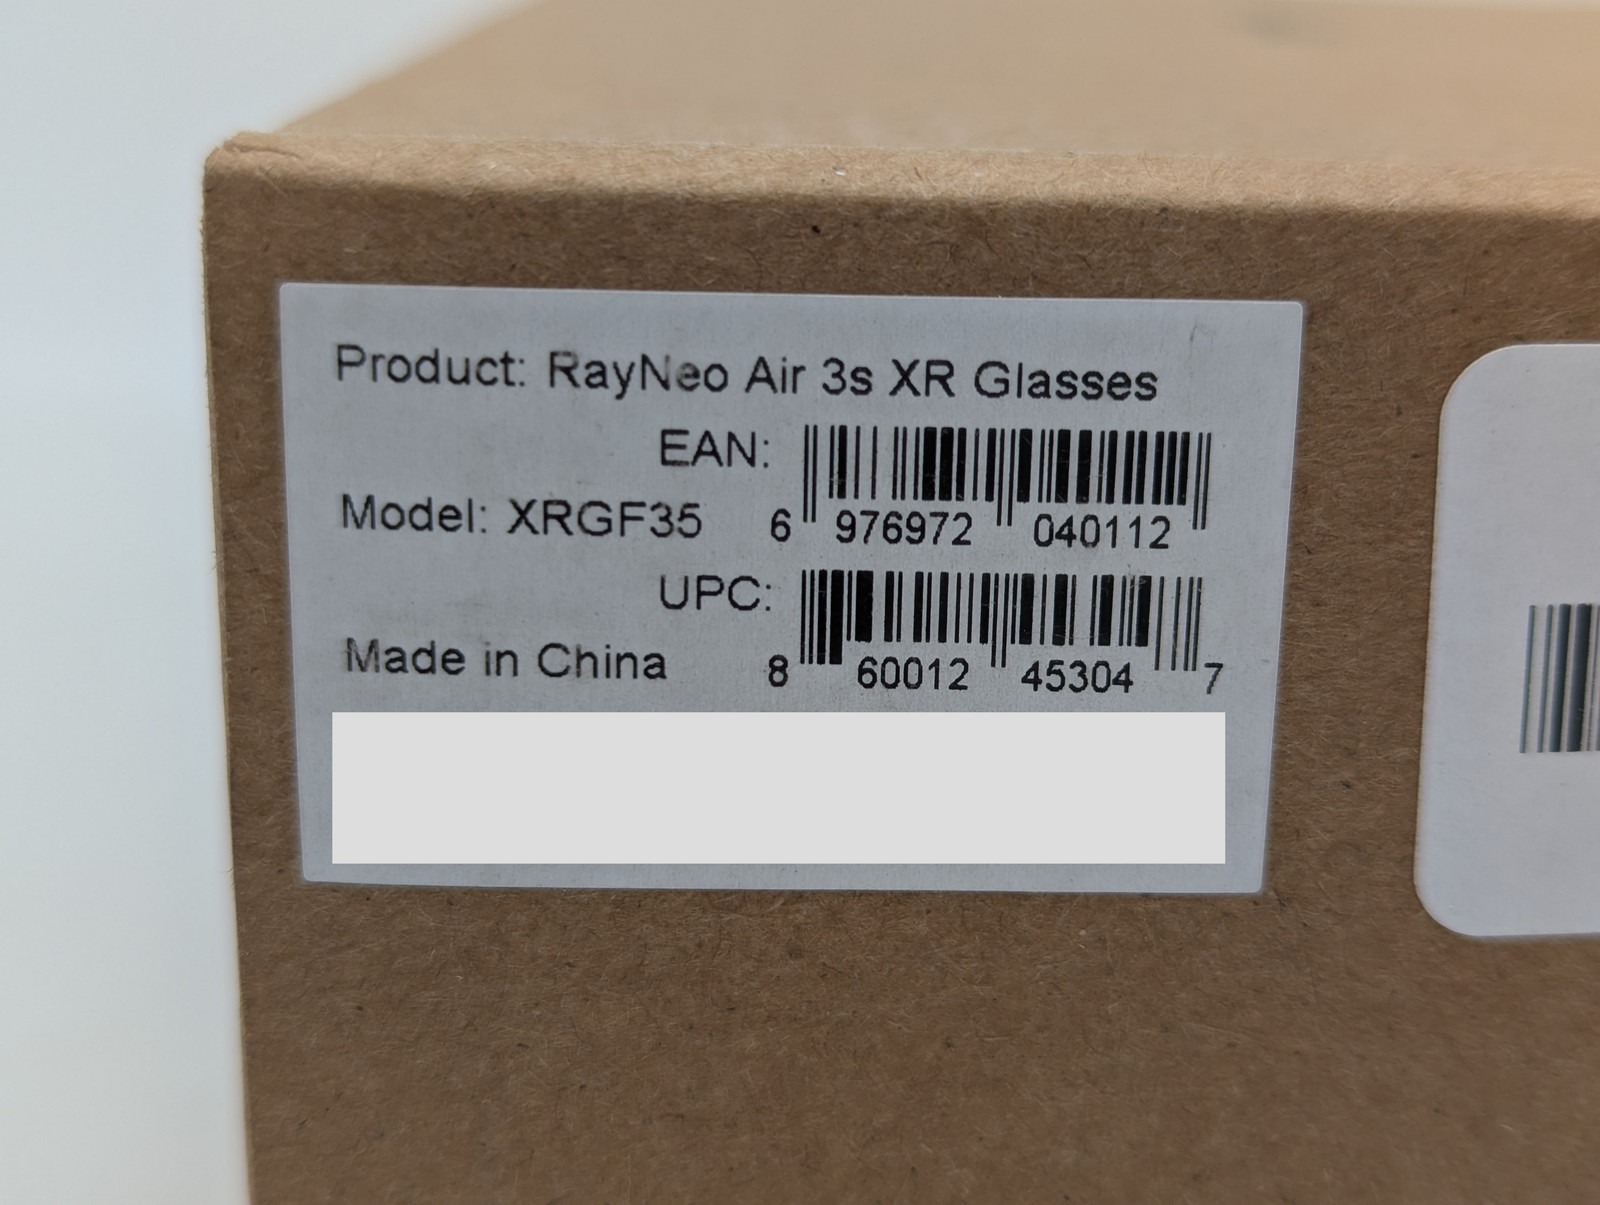 Product: RayNeo Air 3s XR Glasses
EAN:
6 976972 040112
Model: XRGF35
UPC:
8 60012 45304 7
Made in China